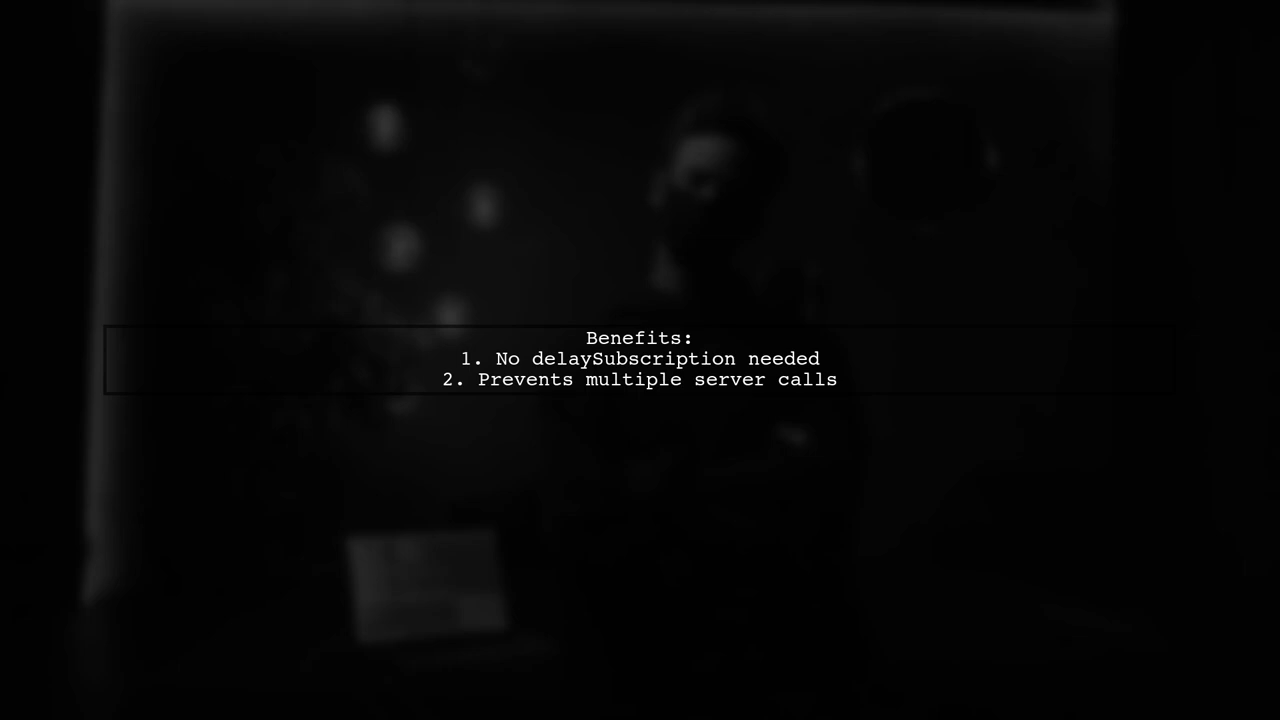 Benefits:
1. No delaySubscription needed
2. Prevents multiple server calls